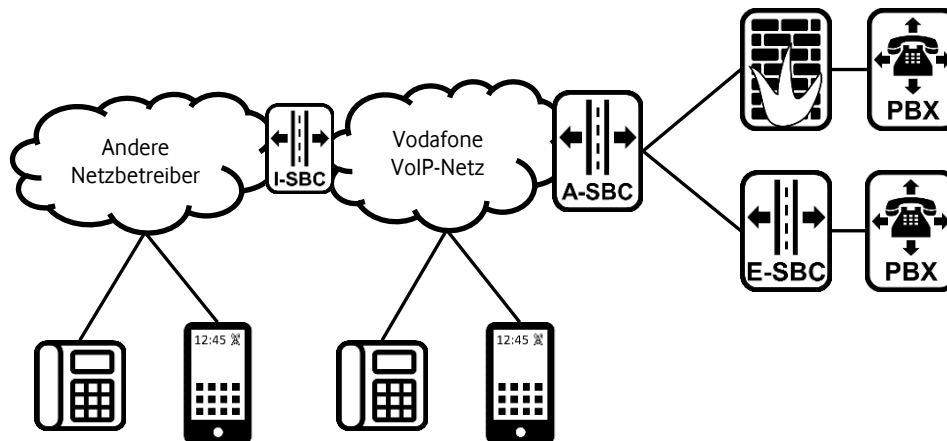 Andere
Netzbetreiber
I-SBC
Vodafone
VoIP-Netz
A-SBC
PBX
E-SBC
PBX
12:45
12:45